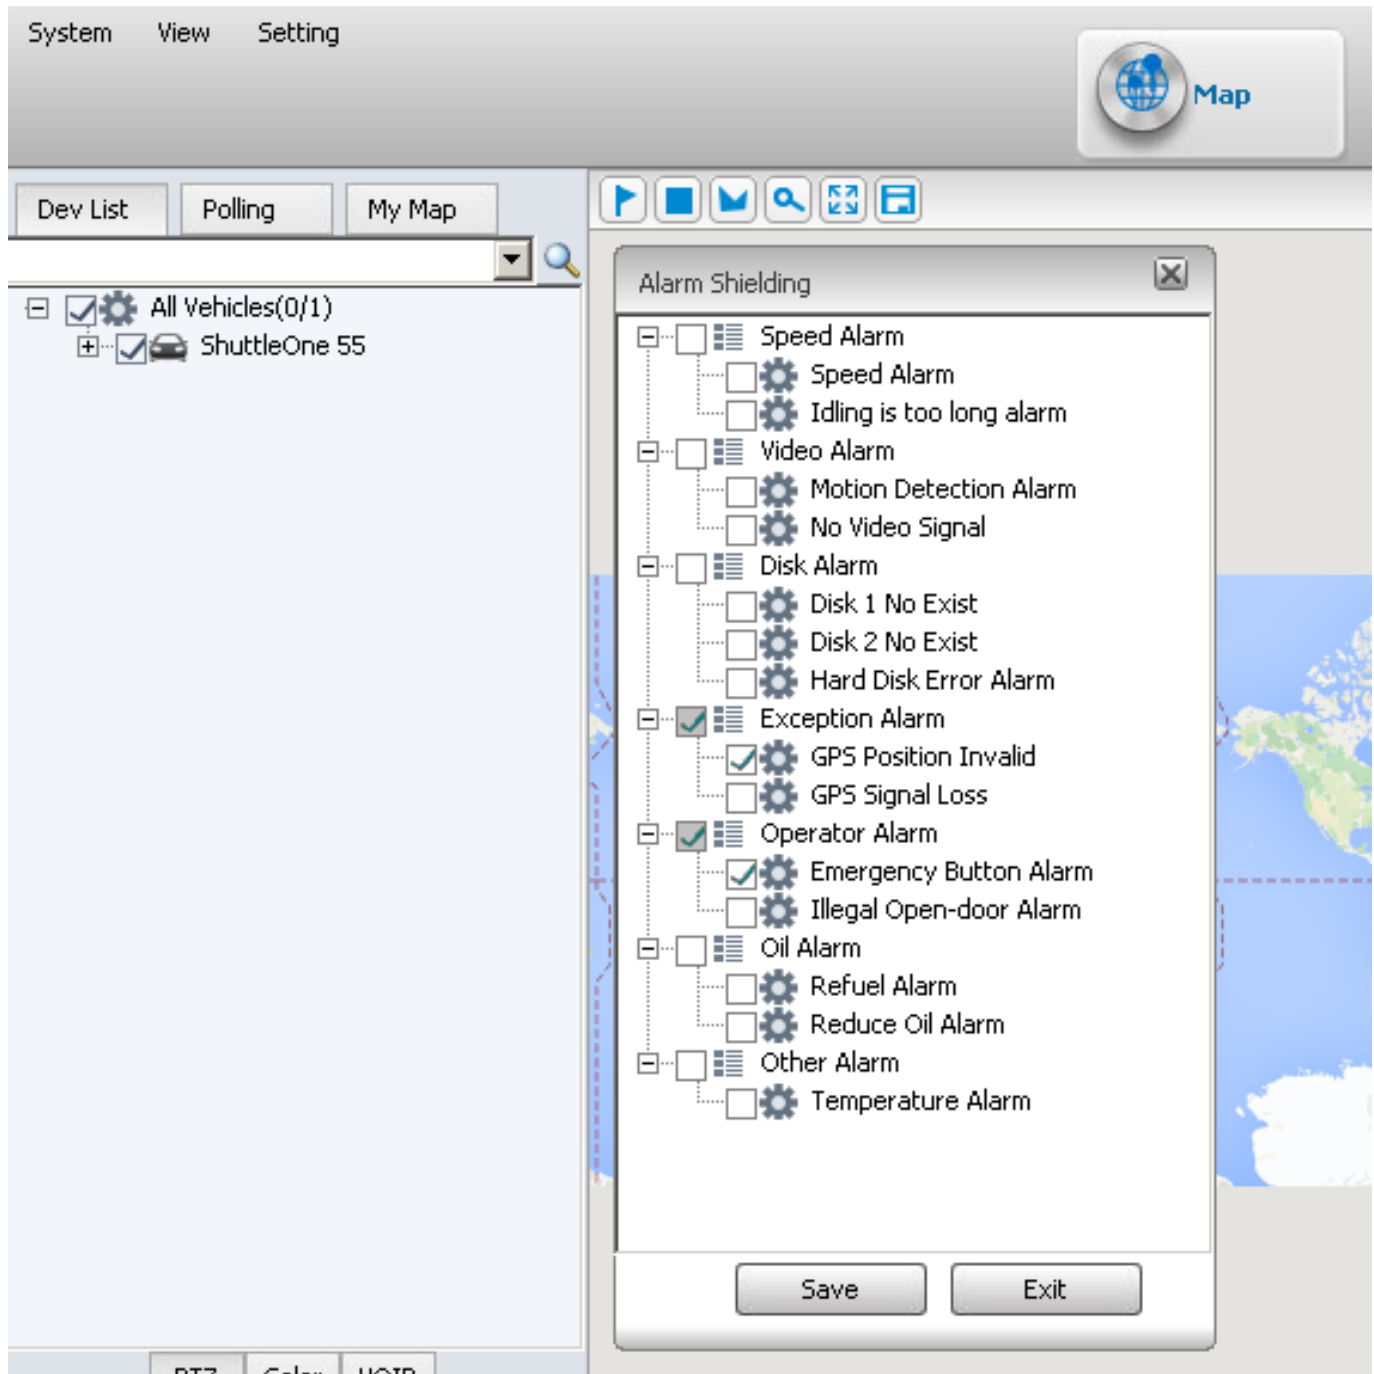 System View Setting
Map
Dev List Polling My Map
All Vehicles(0/1)
ShuttleOne 55
Alarm Shielding
Speed Alarm
Speed Alarm
Idling is too long alarm
Video Alarm
Motion Detection Alarm
No Video Signal
Disk Alarm
Disk 1 No Exist
Disk 2 No Exist
Hard Disk Error Alarm
Exception Alarm
GPS Position Invalid
GPS Signal Loss
Operator Alarm
Emergency Button Alarm
Illegal Open-door Alarm
Oil Alarm
Refuel Alarm
Reduce Oil Alarm
Other Alarm
Temperature Alarm
Save Exit
PTZ Color